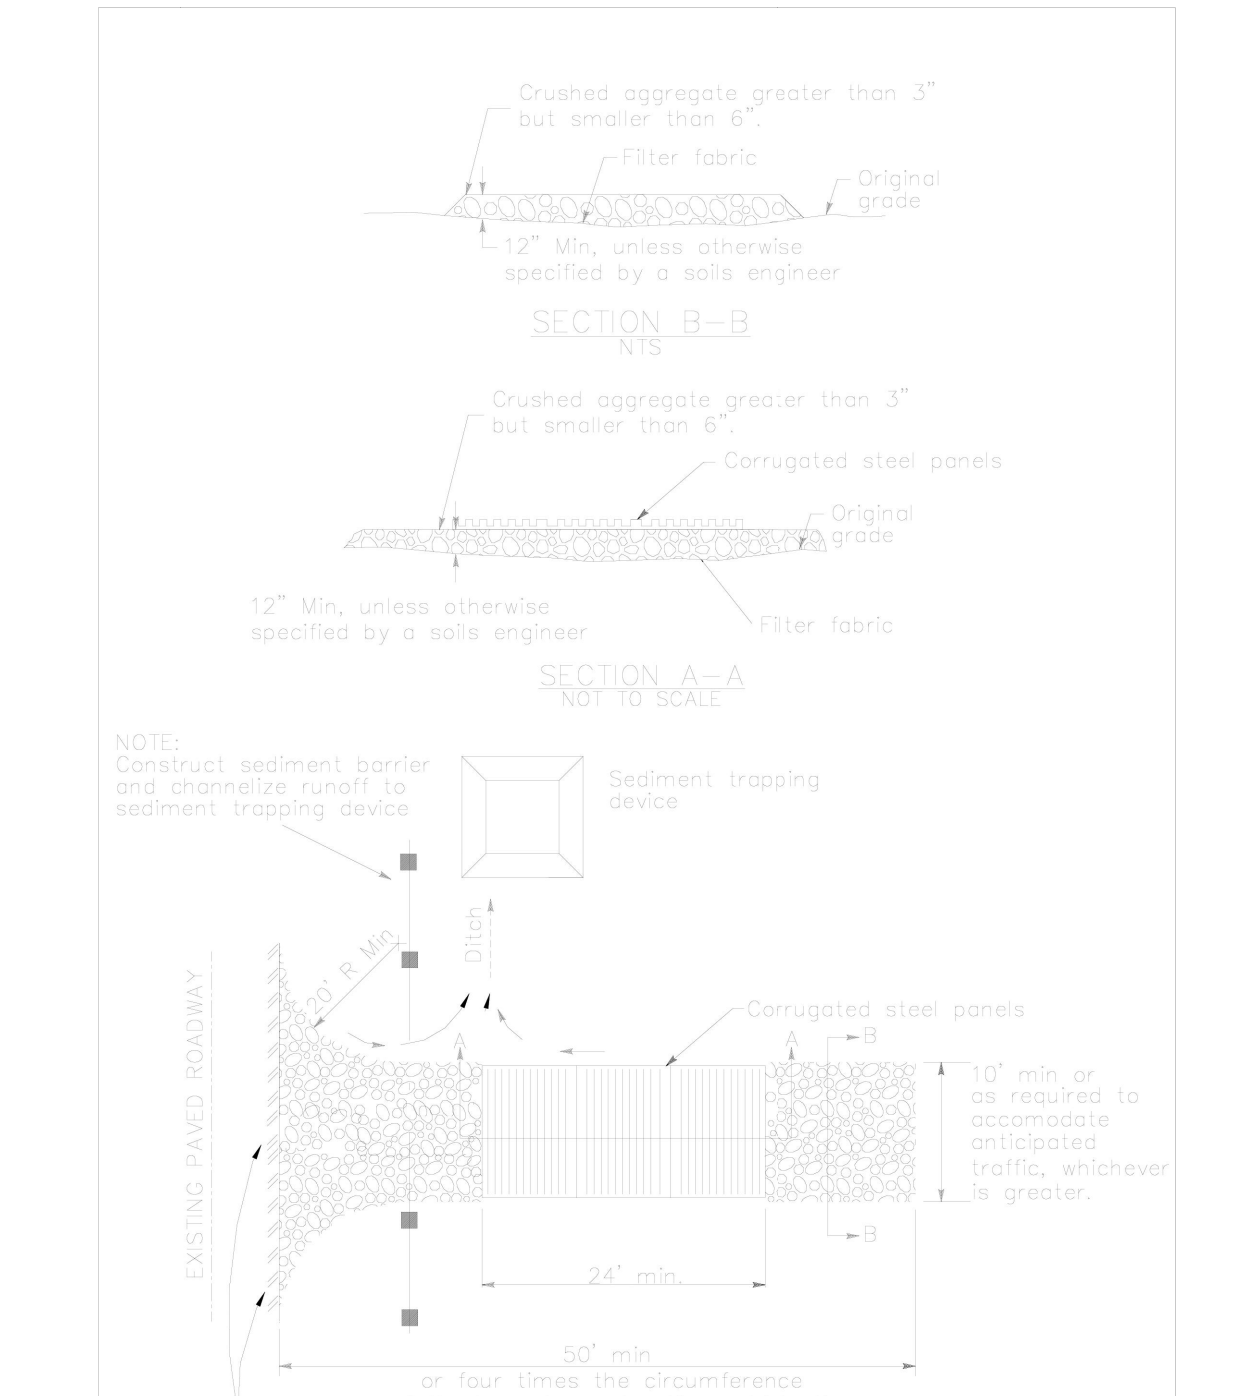 Crushed aggregate greater than 3"
but smaller than 6".
Filter fabric
Original
grade
12" Min, unless otherwise
specified by a soils engineer
SECTION B-B
NTS
Crushed aggregate greater than 3"
but smaller than 6".
Corrugated steel panels
Original
grade
12" Min, unless otherwise
specified by a soils engineer
Filter fabric
SECTION A-A
NOT TO SCALE
NOTE:
Construct sediment barrier
and channelize runoff to
sediment trapping device
Sediment trapping
device
Ditch
20' R Min
EXISTING PAVED ROADWAY
Corrugated steel panels
A
A
B
10' min or
as required to
accomodate
anticipated
traffic, whichever
is greater.
B
24' min.
50' min
or four times the circumference